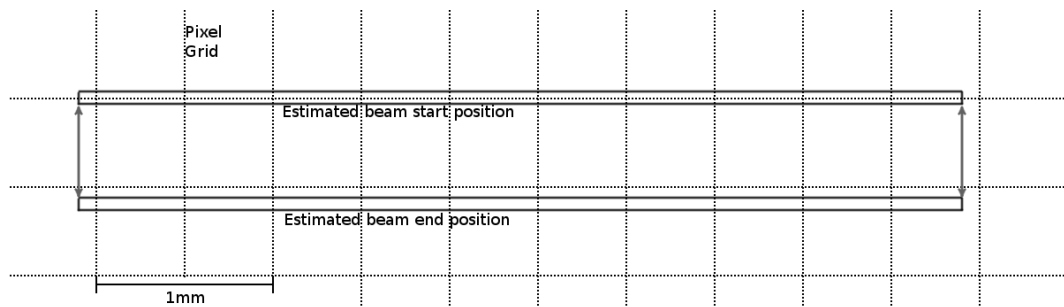 Pixel
Grid
Estimated beam start position
Estimated beam end position
1mm